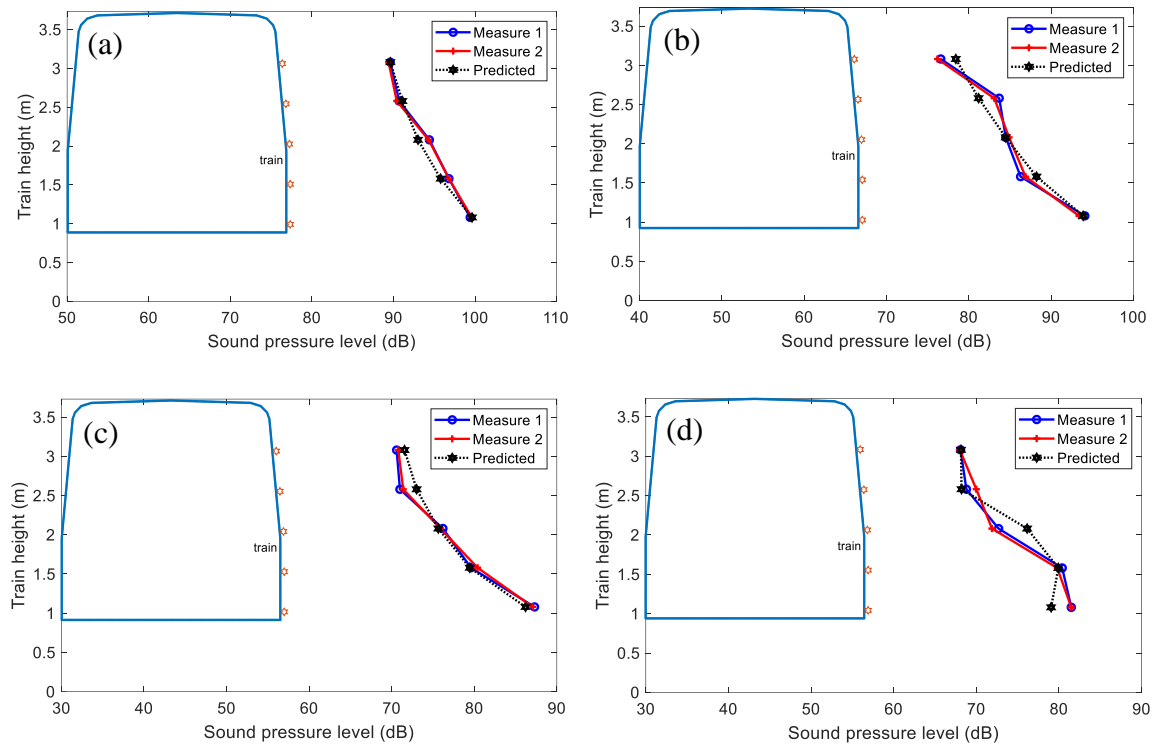 (a)
Measure 1
Measure 2
Predicted
train
Train height (m)
3.5
3
2.5
2
1.5
1
0.5
0
50 60 70 80 90 100 110
Sound pressure level (dB)
(b)
Measure 1
Measure 2
Predicted
train
Train height (m)
3.5
3
2.5
2
1.5
1
0.5
0
40 50 60 70 80 90 100
Sound pressure level (dB)
(c)
Measure 1
Measure 2
Predicted
train
Train height (m)
3.5
3
2.5
2
1.5
1
0.5
0
30 40 50 60 70 80 90
Sound pressure level (dB)
(d)
Measure 1
Measure 2
Predicted
train
Train height (m)
3.5
3
2.5
2
1.5
1
0.5
0
30 40 50 60 70 80 90
Sound pressure level (dB)